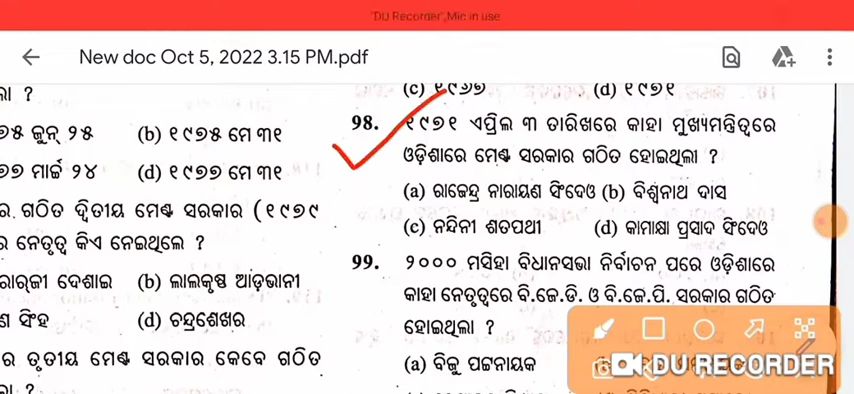 "DU Recorder",Mic in use
New doc Oct 5, 2022 3.15 PM.pdf
ଲା ?
୭୫ ଜୁନ୍ ୨୫ (b) ୧୯୭୫ ମେ ୩୧
୭୭ ମାର୍ଚ୍ଚ ୨୪ (d) ୧୯୭୭ ମେ ୩୧
ର ଗଠିତ ଦ୍ୱିତୀୟ ମେଣ୍ଟ ସରକାର (୧୯୭୯
ର ନେତୃତ୍ୱ କିଏ ନେଇଥିଲେ ?
ରାରଜୀ ଦେଶାଇ (b) ଲାଲକୃଷ୍ଣ ଆଡ଼ଭାନୀ
ଣ ସିଂହ (d) ଚନ୍ଦ୍ରଶେଖର
ର ତୃତୀୟ ମେଣ୍ଟ ସରକାର କେବେ ଗଠିତ
ଲା ?
(c) ୧୯୬୭ (d) ୧୯୭୧
98. ୧୯୭୧ ଏପ୍ରିଲ ୩ ତାରିଖରେ କାହା ମୁଖ୍ୟମନ୍ତ୍ରିତ୍ୱରେ
ଓଡ଼ିଶାରେ ମେଣ୍ଟ ସରକାର ଗଠିତ ହୋଇଥିଲା ?
(a) ରାଜେନ୍ଦ୍ର ନାରାୟଣ ସିଂଦେଓ (b) ବିଶ୍ୱନାଥ ଦାସ
(c) ନନ୍ଦିନୀ ଶତପଥୀ (d) କାମାକ୍ଷା ପ୍ରସାଦ ସିଂଦେଓ
99. ୨୦୦୦ ମସିହା ବିଧାନସଭା ନିର୍ବାଚନ ପରେ ଓଡ଼ିଶାରେ
କାହା ନେତୃତ୍ୱରେ ବି.ଜେ.ଡି. ଓ ବି.ଜେ.ପି. ସରକାର ଗଠିତ
ହୋଇଥିଲା ?
(a) ବିଜୁ ପଟ୍ଟନାୟକ
DU RECORDER